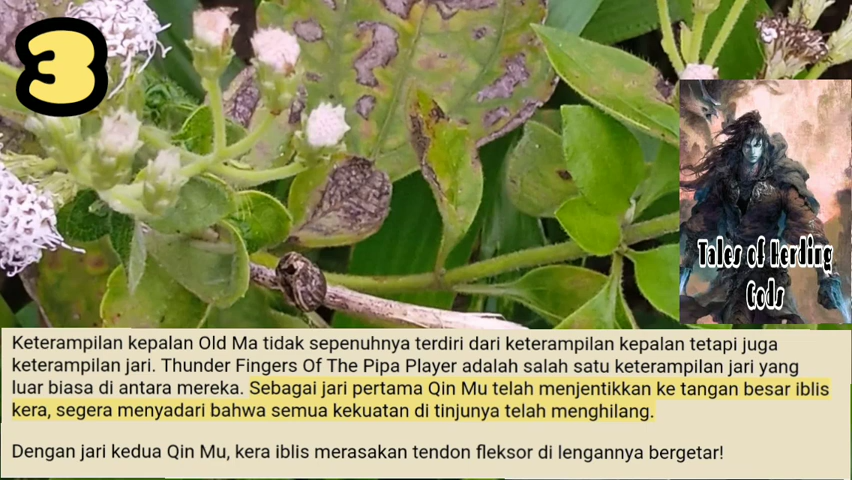 3
Tales of Herding
Gods
Keterampilan kepalan Old Ma tidak sepenuhnya terdiri dari keterampilan kepalan tetapi juga
keterampilan jari. Thunder Fingers Of The Pipa Player adalah salah satu keterampilan jari yang
luar biasa di antara mereka. Sebagai jari pertama Qin Mu telah menjentikkan ke tangan besar iblis
kera, segera menyadari bahwa semua kekuatan di tinjunya telah menghilang.
Dengan jari kedua Qin Mu, kera iblis merasakan tendon fleksor di lengannya bergetar!